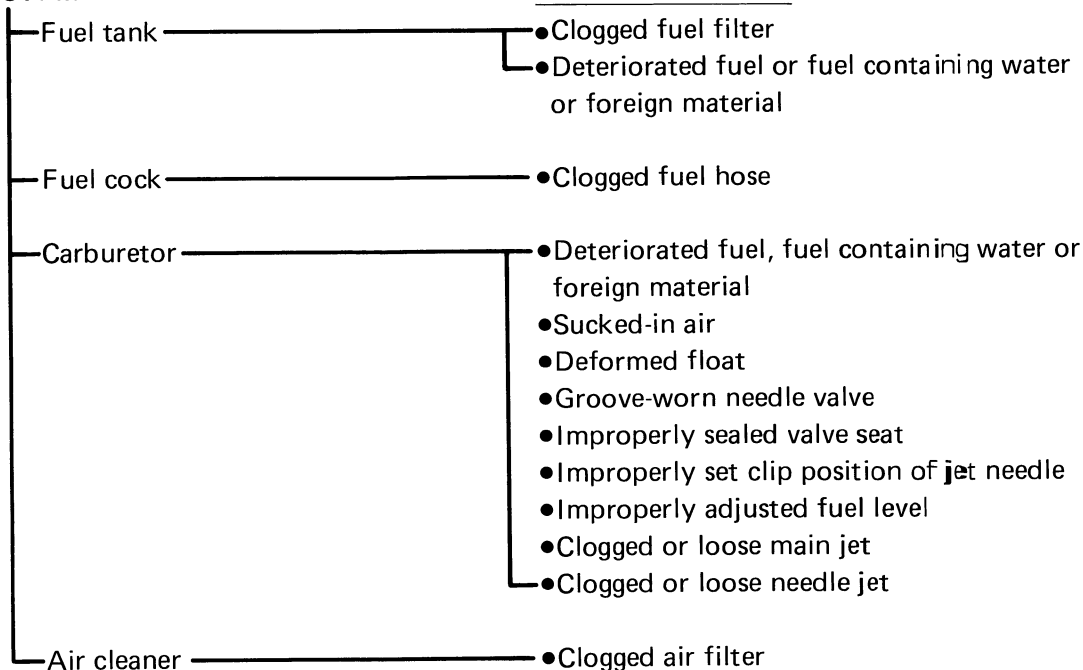 Fuel tank
●Clogged fuel filter
●Deteriorated fuel or fuel containing water
or foreign material
Fuel cock
●Clogged fuel hose
Carburetor
●Deteriorated fuel, fuel containing water or
foreign material
●Sucked-in air
●Deformed float
●Groove-worn needle valve
●Improperly sealed valve seat
●Improperly set clip position of jet needle
●Improperly adjusted fuel level
●Clogged or loose main jet
●Clogged or loose needle jet
Air cleaner
●Clogged air filter